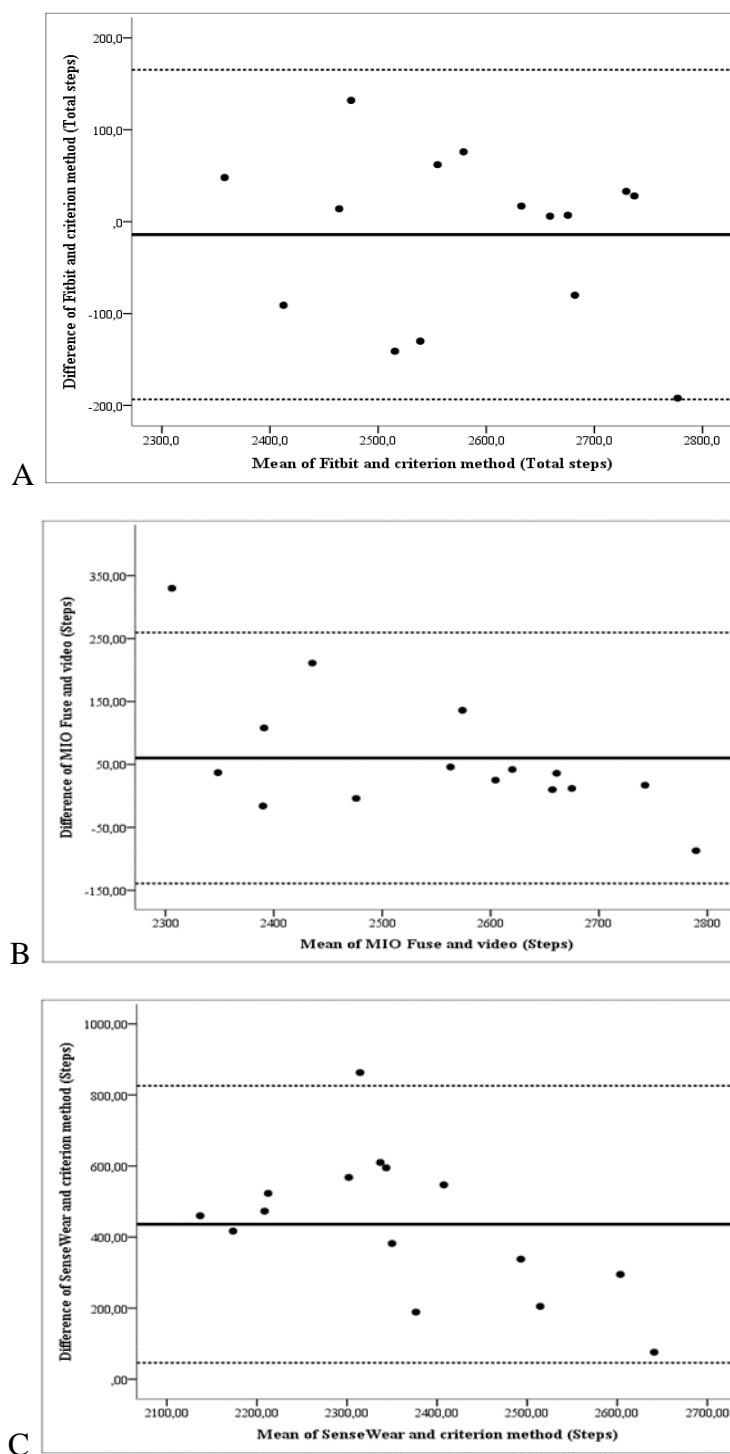 200,0
100,0
,0
-100,0
-200,0
Difference of Fitbit and criterion method (Total steps)
2300,0 2400,0 2500,0 2600,0 2700,0 2800,0
Mean of Fitbit and criterion method (Total steps)
A
350,00
250,00
150,00
50,00
-50,00
-150,00
Difference of MIO Fuse and video (Steps)
2300 2400 2500 2600 2700 2800
Mean of MIO Fuse and video (Steps)
B
1000,00
800,00
600,00
400,00
200,00
,00
Difference of SenseWear and criterion method (Steps)
2100,00 2200,00 2300,00 2400,00 2500,00 2600,00 2700,00
Mean of SenseWear and criterion method (Steps)
C